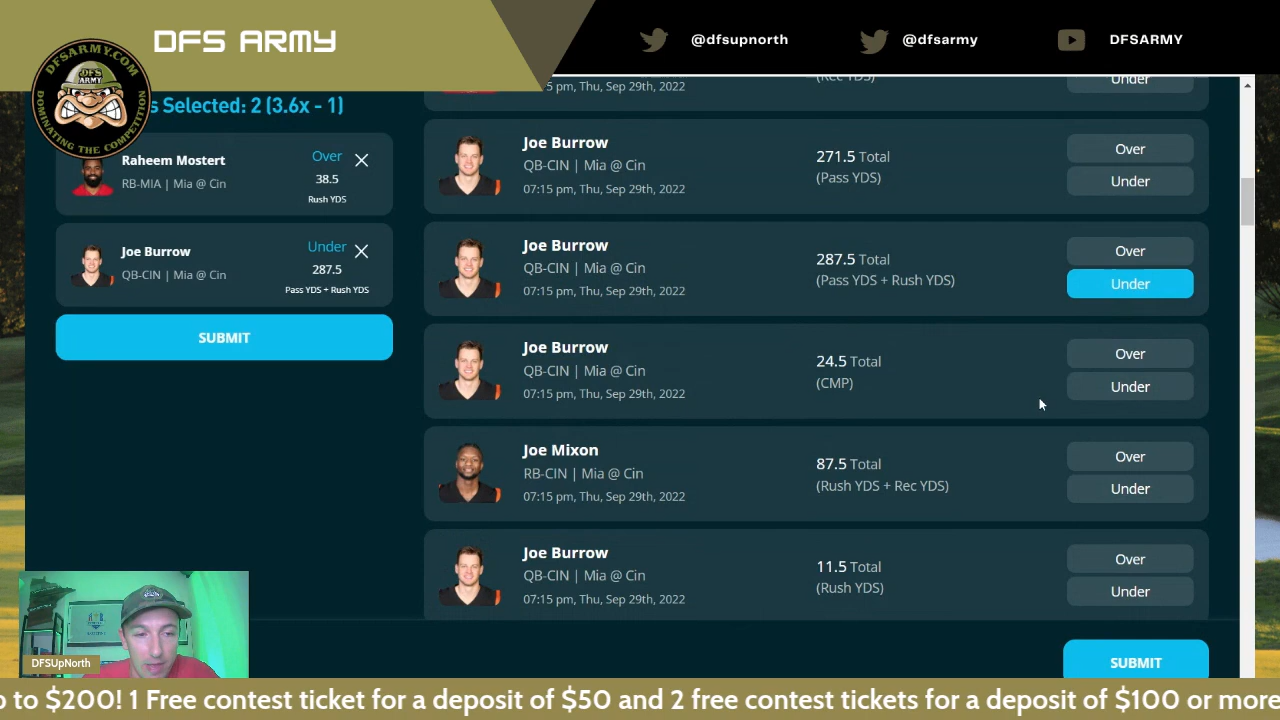 DFS ARMY
@dfsupnorth
@dfsarmy
DFSARMY
DFSARMY.COM
DFS
ARMY
DOMINATING THE COMPETITION
s Selected: 2 (3.6x - 1)
Raheem Mostert
RB-MIA | Mia @ Cin
Over
38.5
Rush YDS
Joe Burrow
QB-CIN | Mia @ Cin
Under
287.5
Pass YDS + Rush YDS
SUBMIT
5 pm, Thu, Sep 29th, 2022
(Rec YDS)
Under
Joe Burrow
QB-CIN | Mia @ Cin
07:15 pm, Thu, Sep 29th, 2022
271.5 Total
(Pass YDS)
Over
Under
Joe Burrow
QB-CIN | Mia @ Cin
07:15 pm, Thu, Sep 29th, 2022
287.5 Total
(Pass YDS + Rush YDS)
Over
Under
Joe Burrow
QB-CIN | Mia @ Cin
07:15 pm, Thu, Sep 29th, 2022
24.5 Total
(CMP)
Over
Under
Joe Mixon
RB-CIN | Mia @ Cin
07:15 pm, Thu, Sep 29th, 2022
87.5 Total
(Rush YDS + Rec YDS)
Over
Under
Joe Burrow
QB-CIN | Mia @ Cin
07:15 pm, Thu, Sep 29th, 2022
11.5 Total
(Rush YDS)
Over
Under
SUBMIT
DFSUpNorth
p to $200! 1 Free contest ticket for a deposit of $50 and 2 free contest tickets for a deposit of $100 or more